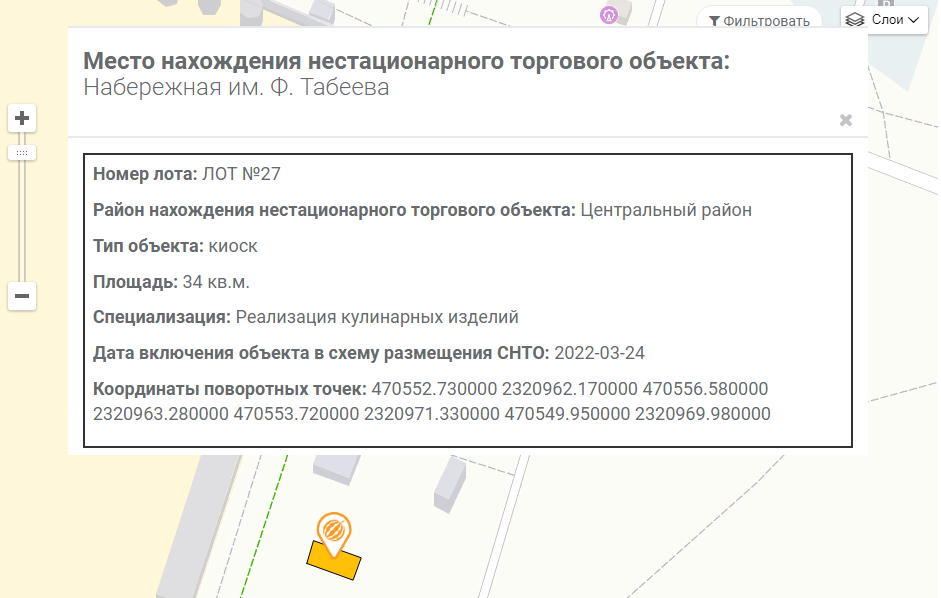 Фильтровать
Слои
Место нахождения нестационарного торгового объекта:
Набережная им. Ф. Табеева
Номер лота: ЛОТ №27
Район нахождения нестационарного торгового объекта: Центральный район
Тип объекта: киоск
Площадь: 34 кв.м.
Специализация: Реализация кулинарных изделий
Дата включения объекта в схему размещения СНТО: 2022-03-24
Координаты поворотных точек: 470552.730000 2320962.170000 470556.580000
2320963.280000 470553.720000 2320971.330000 470549.950000 2320969.980000